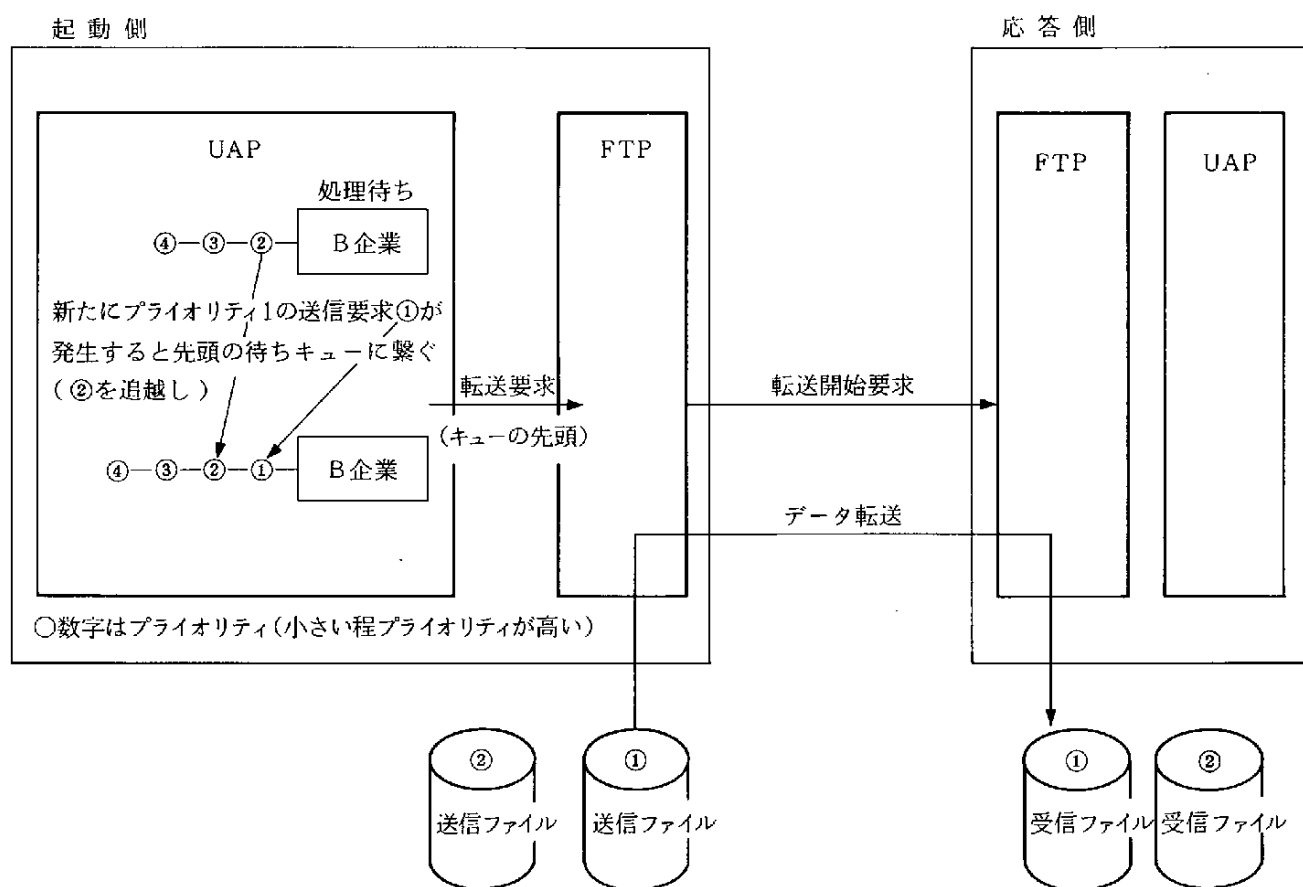 起動側
応答側
UAP
FTP
FTP
UAP
処理待ち
④―③―②
B企業
新たにプライオリティ1の送信要求①が
発生すると先頭の待ちキューに繋ぐ
(②を追越し)
転送要求
(キューの先頭)
転送開始要求
④―③―②―①
B企業
データ転送
○数字はプライオリティ(小さい程プライオリティが高い)
②
送信ファイル
①
送信ファイル
①
受信ファイル
②
受信ファイル